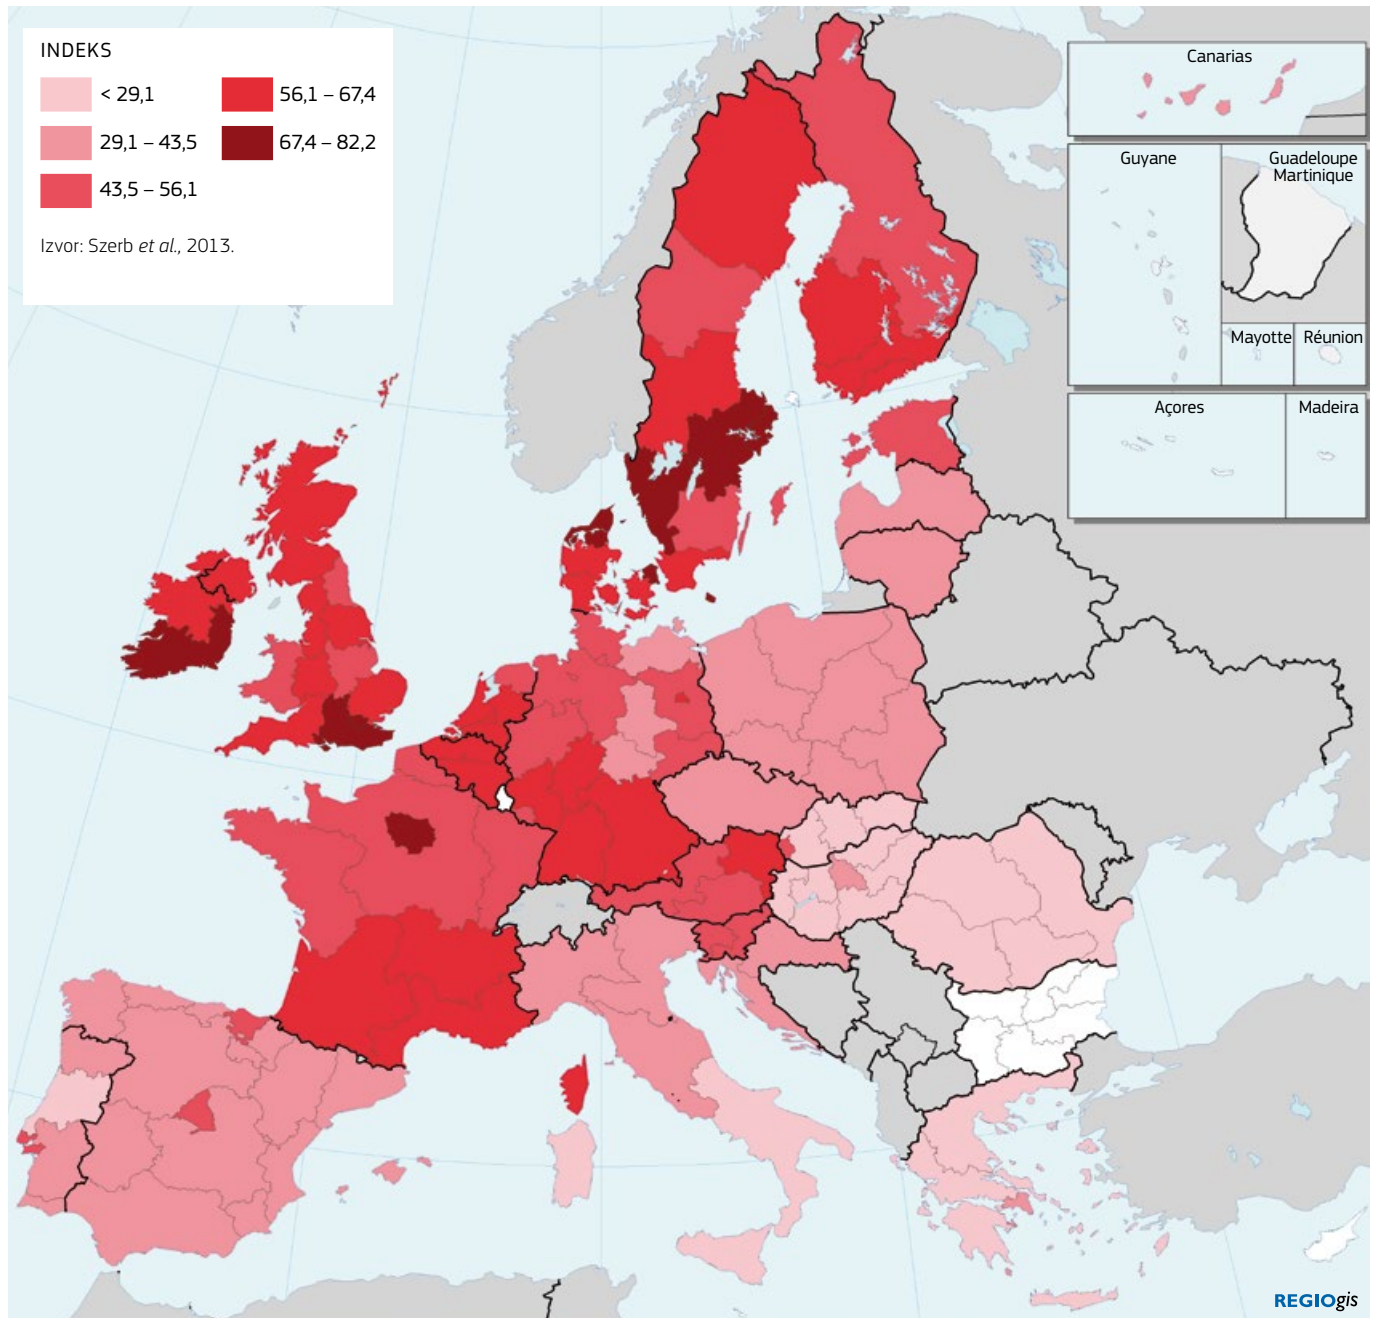 INDEKS
< 29,1
29,1 – 43,5
43,5 – 56,1
56,1 – 67,4
67,4 – 82,2
Izvor: Szerb et al., 2013.
Canarias
Guyane
Guadeloupe
Martinique
Mayotte
Réunion
Açores
Madeira
REGIOgis